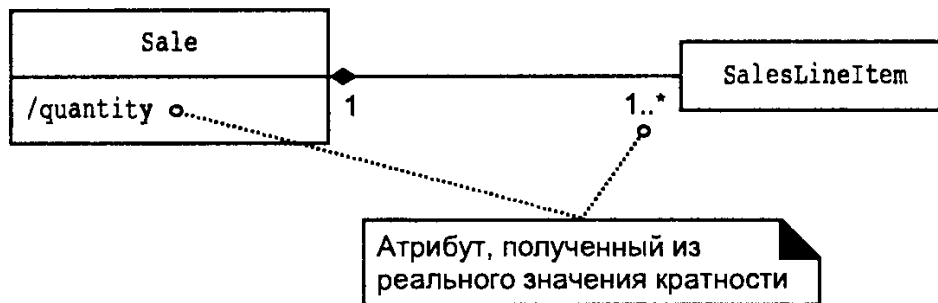 Sale
SalesLineItem
/quantity
1
1..*
Атрибут, полученный из
реального значения кратности